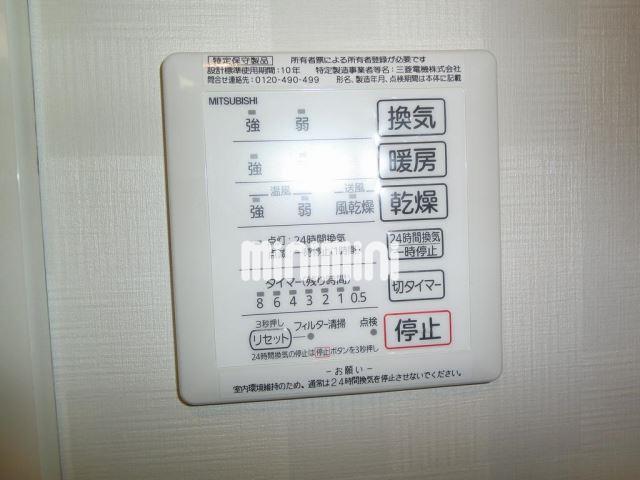 特定保守製品 所有者票による所有者登録が必要です
設計標準使用期間:10年 特定製造事業者等名:三菱電機株式会社
問合せ連絡先:0120-490-499 形名、製造年月、点検期間は本体に記載
MITSUBISHI
強 弱 換気
強 暖房
温風 送風
強 弱 風乾燥 乾燥
点灯:24時間換気
24時間換気
一時停止
minimini
タイマー(残り時間) 切タイマー
8 6 4 3 2 1 0.5
3秒押し
リセット フィルター清掃 点検 停止
24時間換気の停止は停止ボタンを3秒押し
-お願い-
室内環境維持のため、通常は24時間換気を停止させないでください。